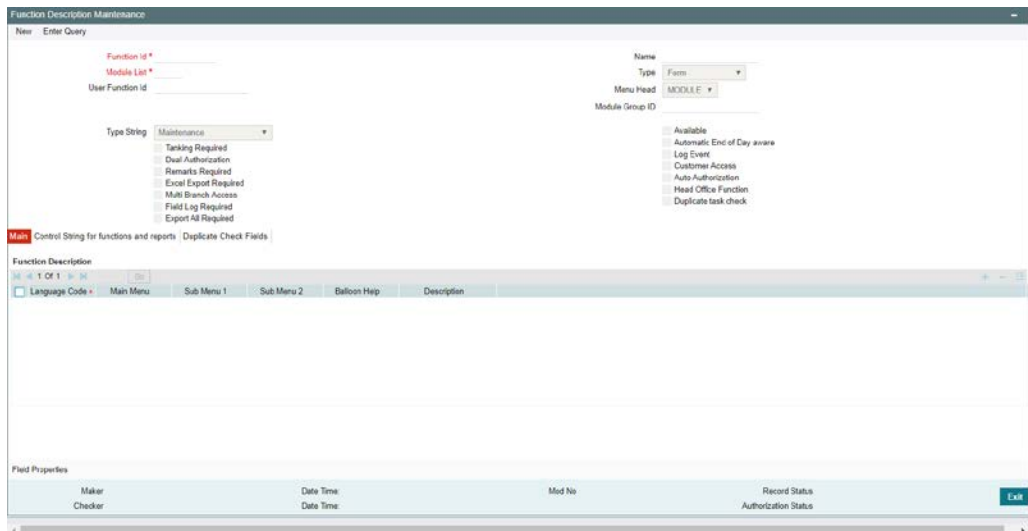 Function Description Maintenance
New Enter Query
Function Id *
Module List *
User Function Id
Name
Type Form
Menu Head MODULE
Module Group ID
Type String Maintenance
Tanking Required
Dual Authorization
Remarks Required
Excel Export Required
Multi Branch Access
Field Log Required
Export All Required
Available
Automatic End of Day aware
Log Event
Customer Access
Auto Authorization
Head Office Function
Duplicate task check
Main Control String for functions and reports Duplicate Check Fields
Function Description
1 Of 1 Go
Language Code * Main Menu Sub Menu 1 Sub Menu 2 Balloon Help Description
Field Properties
Maker Date Time: Mod No Record Status
Checker Date Time: Authorization Status
Exit